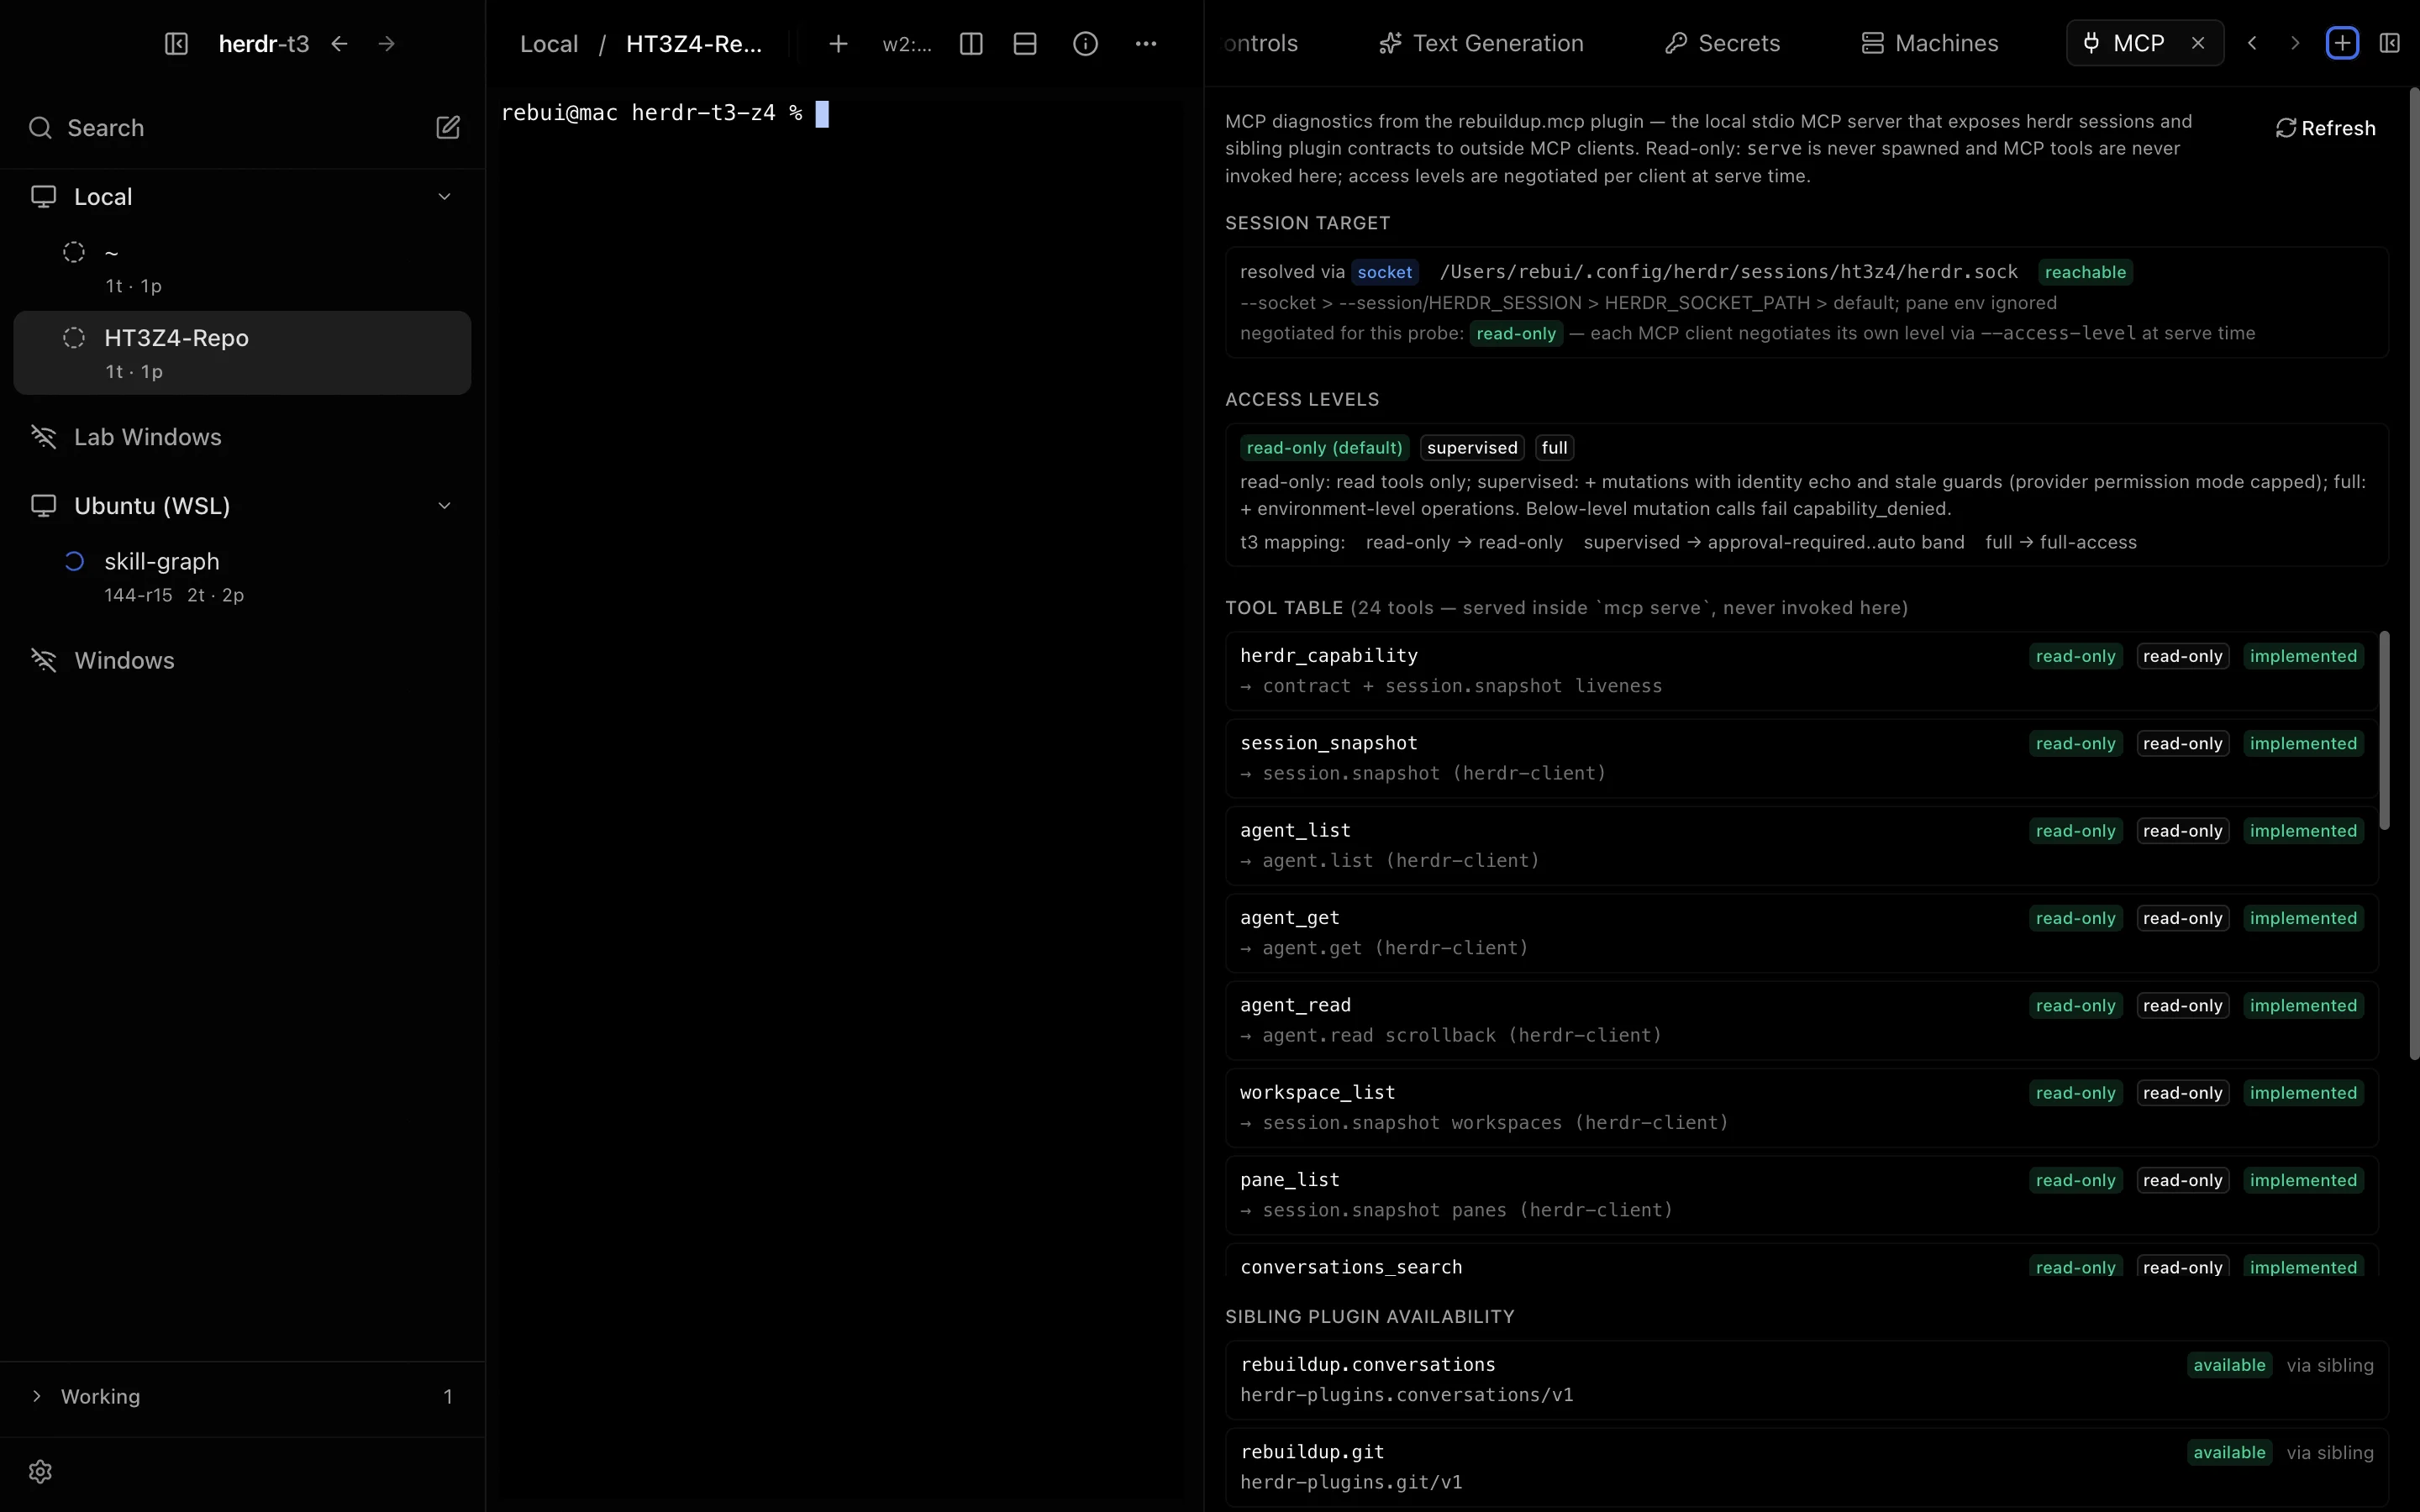 herdr-t3
Search
Local
~
1t · 1p
HT3Z4-Repo
1t · 1p
Lab Windows
Ubuntu (WSL)
skill-graph
144-r15 2t · 2p
Windows
Working 1
Local / HT3Z4-Re... w2:...
rebui@mac herdr-t3-z4 %
ontrols Text Generation Secrets Machines MCP
MCP diagnostics from the rebuildup.mcp plugin — the local stdio MCP server that exposes herdr sessions and
sibling plugin contracts to outside MCP clients. Read-only: serve is never spawned and MCP tools are never
invoked here; access levels are negotiated per client at serve time.
Refresh
SESSION TARGET
resolved via socket /Users/rebui/.config/herdr/sessions/ht3z4/herdr.sock reachable
--socket > --session/HERDR_SESSION > HERDR_SOCKET_PATH > default; pane env ignored
negotiated for this probe: read-only — each MCP client negotiates its own level via --access-level at serve time
ACCESS LEVELS
read-only (default) supervised full
read-only: read tools only; supervised: + mutations with identity echo and stale guards (provider permission mode capped); full:
+ environment-level operations. Below-level mutation calls fail capability_denied.
t3 mapping: read-only → read-only supervised → approval-required..auto band full → full-access
TOOL TABLE (24 tools — served inside `mcp serve`, never invoked here)
herdr_capability read-only read-only implemented
→ contract + session.snapshot liveness
session_snapshot read-only read-only implemented
→ session.snapshot (herdr-client)
agent_list read-only read-only implemented
→ agent.list (herdr-client)
agent_get read-only read-only implemented
→ agent.get (herdr-client)
agent_read read-only read-only implemented
→ agent.read scrollback (herdr-client)
workspace_list read-only read-only implemented
→ session.snapshot workspaces (herdr-client)
pane_list read-only read-only implemented
→ session.snapshot panes (herdr-client)
conversations_search read-only read-only implemented
SIBLING PLUGIN AVAILABILITY
rebuildup.conversations available via sibling
herdr-plugins.conversations/v1
rebuildup.git available via sibling
herdr-plugins.git/v1